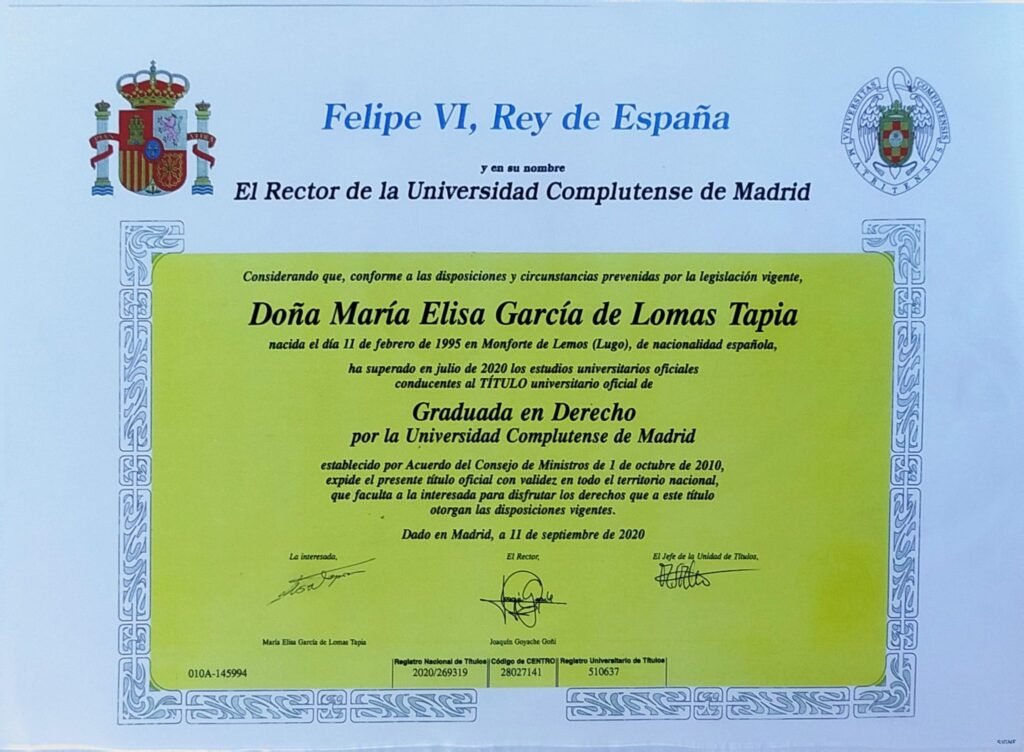 Felipe VI, Rey de España
PLVS VLTRA
VNIVERSITAS COMPLVTENSIS
MATRITENSIS
y en su nombre
El Rector de la Universidad Complutense de Madrid
Considerando que, conforme a las disposiciones y circunstancias prevenidas por la legislación vigente,
Doña María Elisa García de Lomas Tapia
nacida el día 11 de febrero de 1995 en Monforte de Lemos (Lugo), de nacionalidad española,
ha superado en julio de 2020 los estudios universitarios oficiales
conducentes al TÍTULO universitario oficial de
Graduada en Derecho
por la Universidad Complutense de Madrid
establecido por Acuerdo del Consejo de Ministros de 1 de octubre de 2010,
expide el presente título oficial con validez en todo el territorio nacional,
que faculta a la interesada para disfrutar los derechos que a este título
otorgan las disposiciones vigentes.
Dado en Madrid, a 11 de septiembre de 2020
La interesada, El Rector, El Jefe de la Unidad de Títulos,
María Elisa García de Lomas Tapia Joaquín Goyache Goñi
Registro Nacional de Títulos Código de CENTRO Registro Universitario de Títulos
010A-145994 2020/269319 28027141 510637